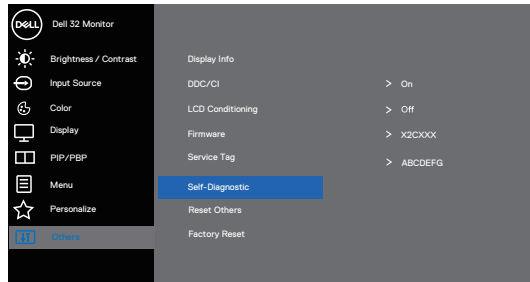 DELL
Dell 32 Monitor
Brightness / Contrast
Input Source
Color
Display
PIP/PBP
Menu
Personalize
Others
Display Info
DDC/CI > On
LCD Conditioning > Off
Firmware > X2CXXX
Service Tag > ABCDEFG
Self-Diagnostic
Reset Others
Factory Reset